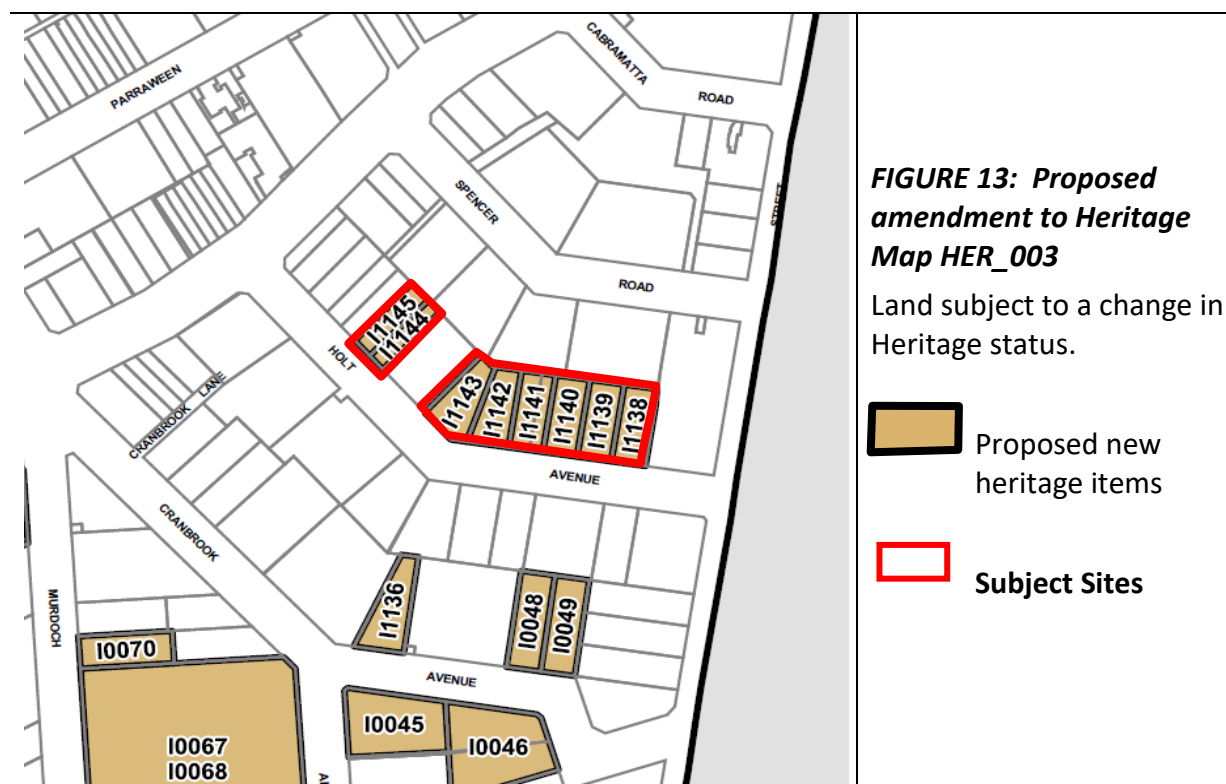 PARRAWEEN
CABRAMATTA
ROAD
SPENCER
STREET
ROAD
I1145
I1144
HOLT
I1143
I1142
I1141
I1140
I1139
I1138
AVENUE
CRANBROOK LANE
CRANBROOK
MURDOCH
I1136
I0048
I0049
I0070
AVENUE
I0045
I0046
I0067
I0068
FIGURE 13: Proposed
amendment to Heritage
Map HER_003
Land subject to a change in
Heritage status.
Proposed new
heritage items
Subject Sites